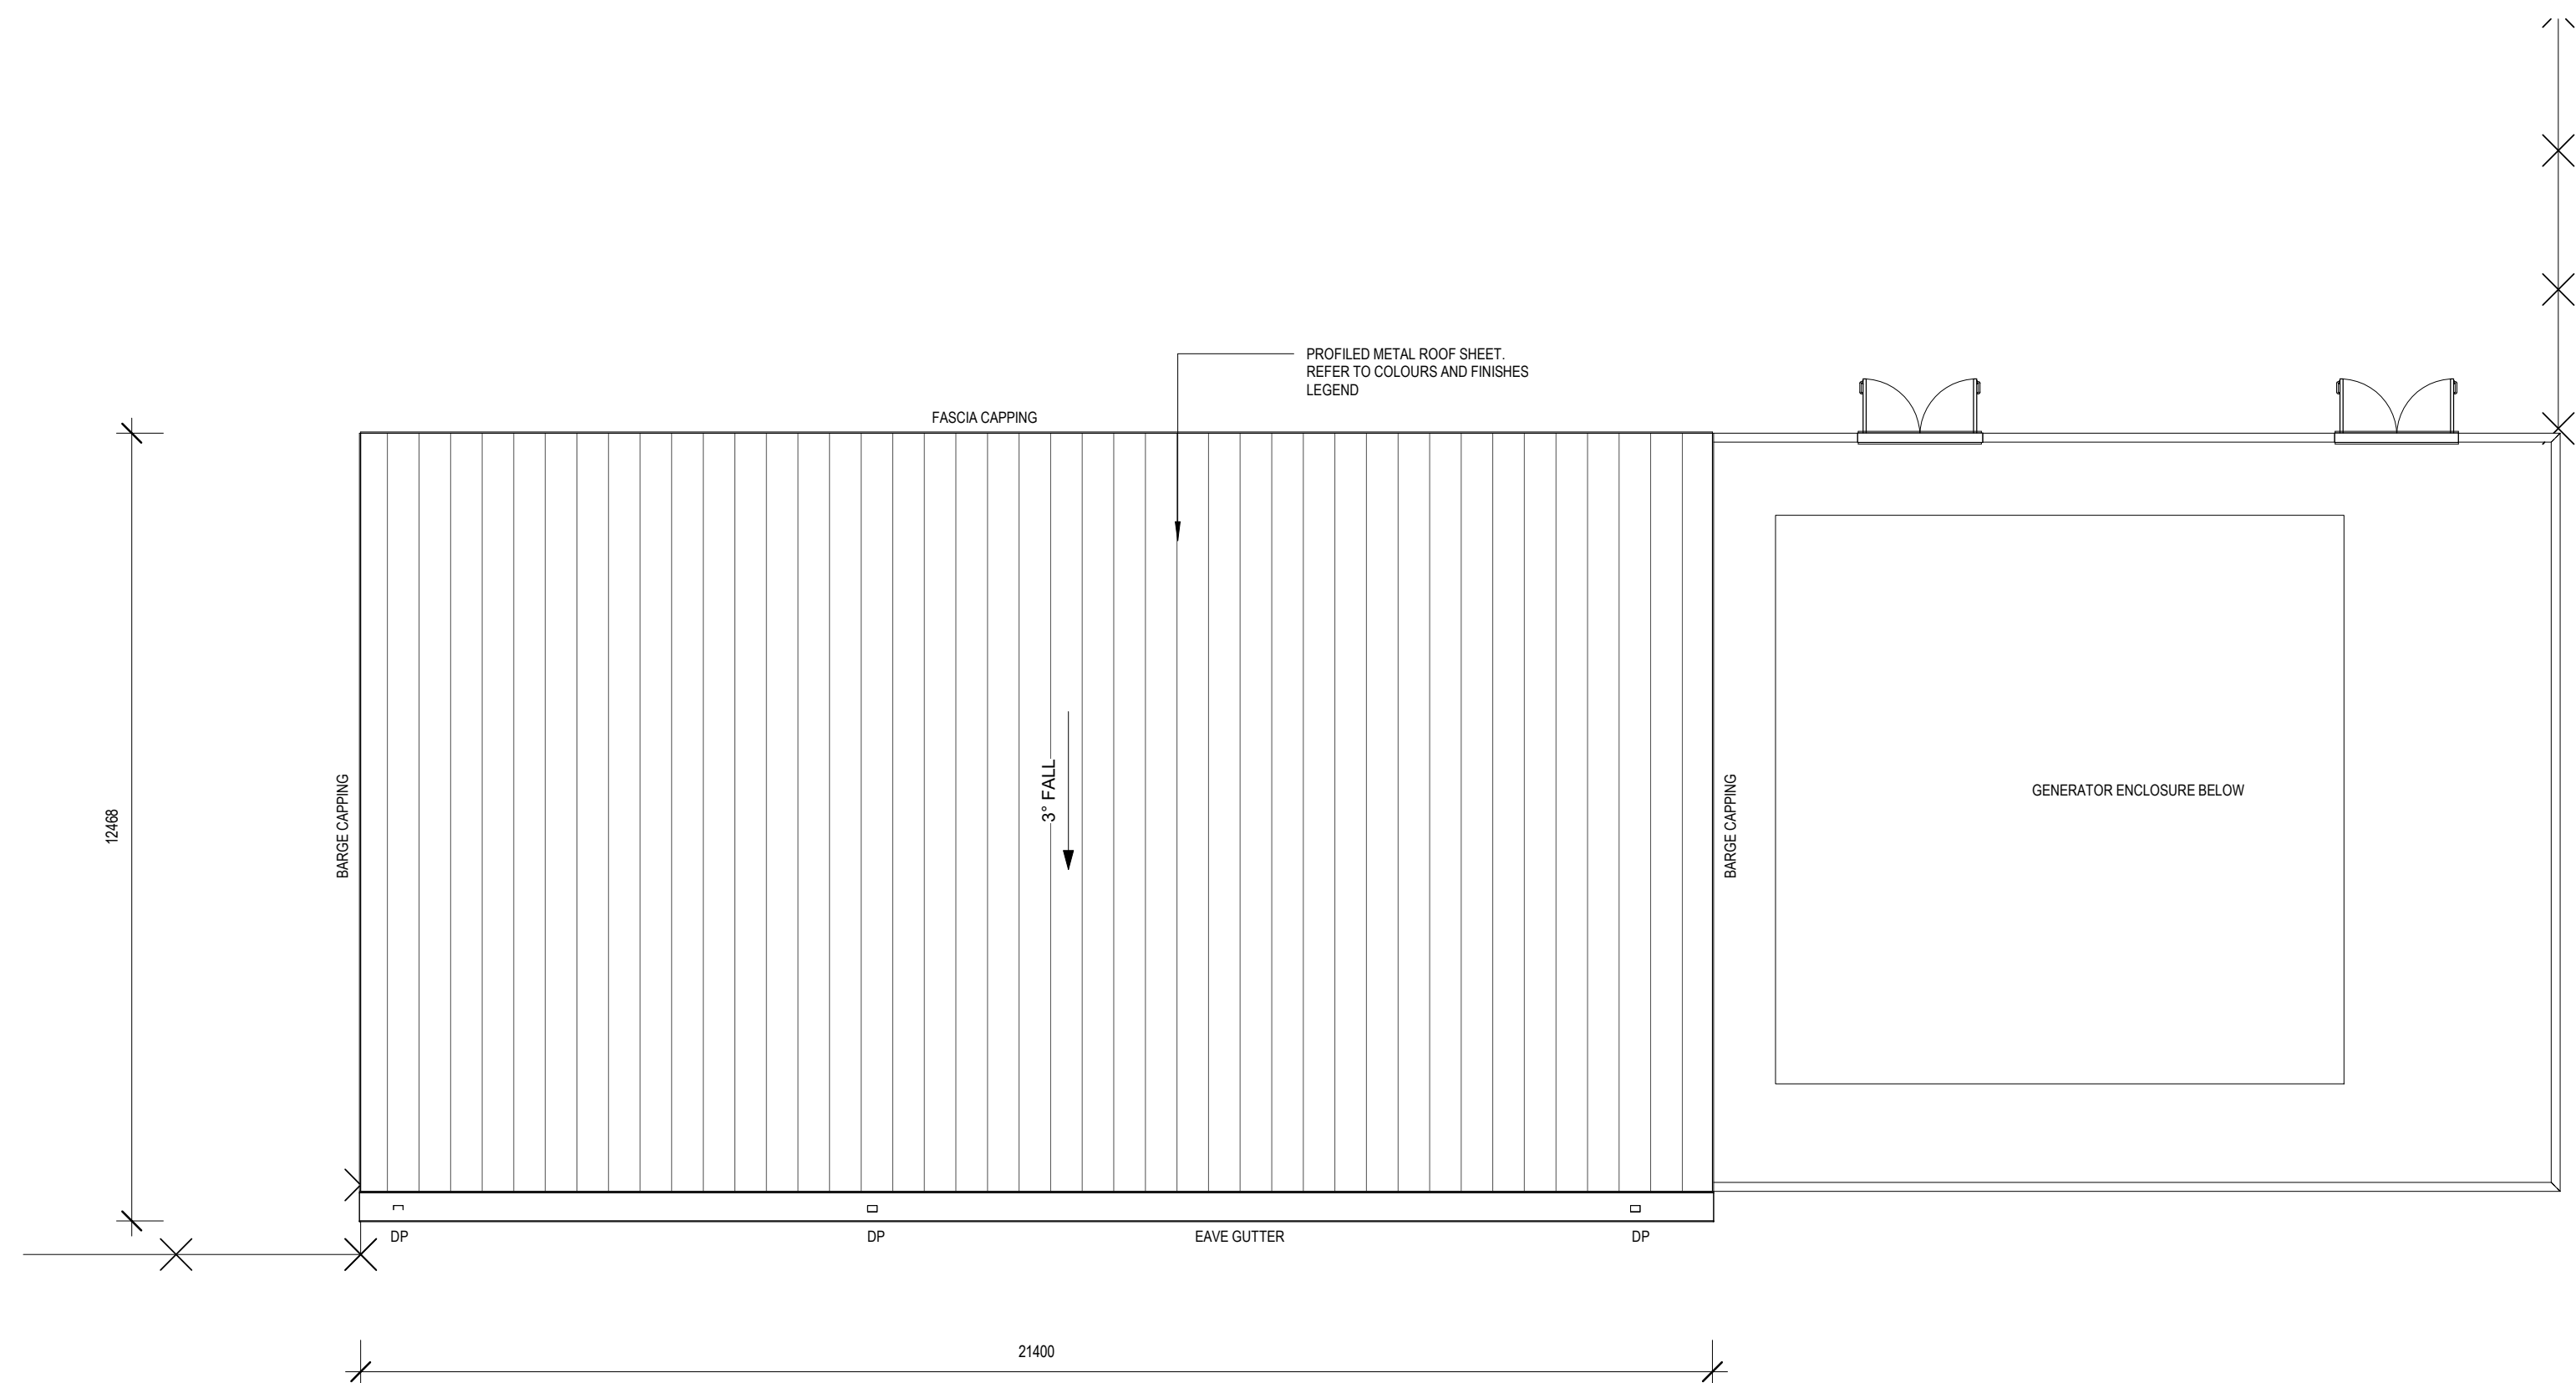 PROFILED METAL ROOF SHEET.
REFER TO COLOURS AND FINISHES
LEGEND
FASCIA CAPPING
12468
BARGE CAPPING
3° FALL
BARGE CAPPING
GENERATOR ENCLOSURE BELOW
DP
DP
EAVE GUTTER
DP
21400